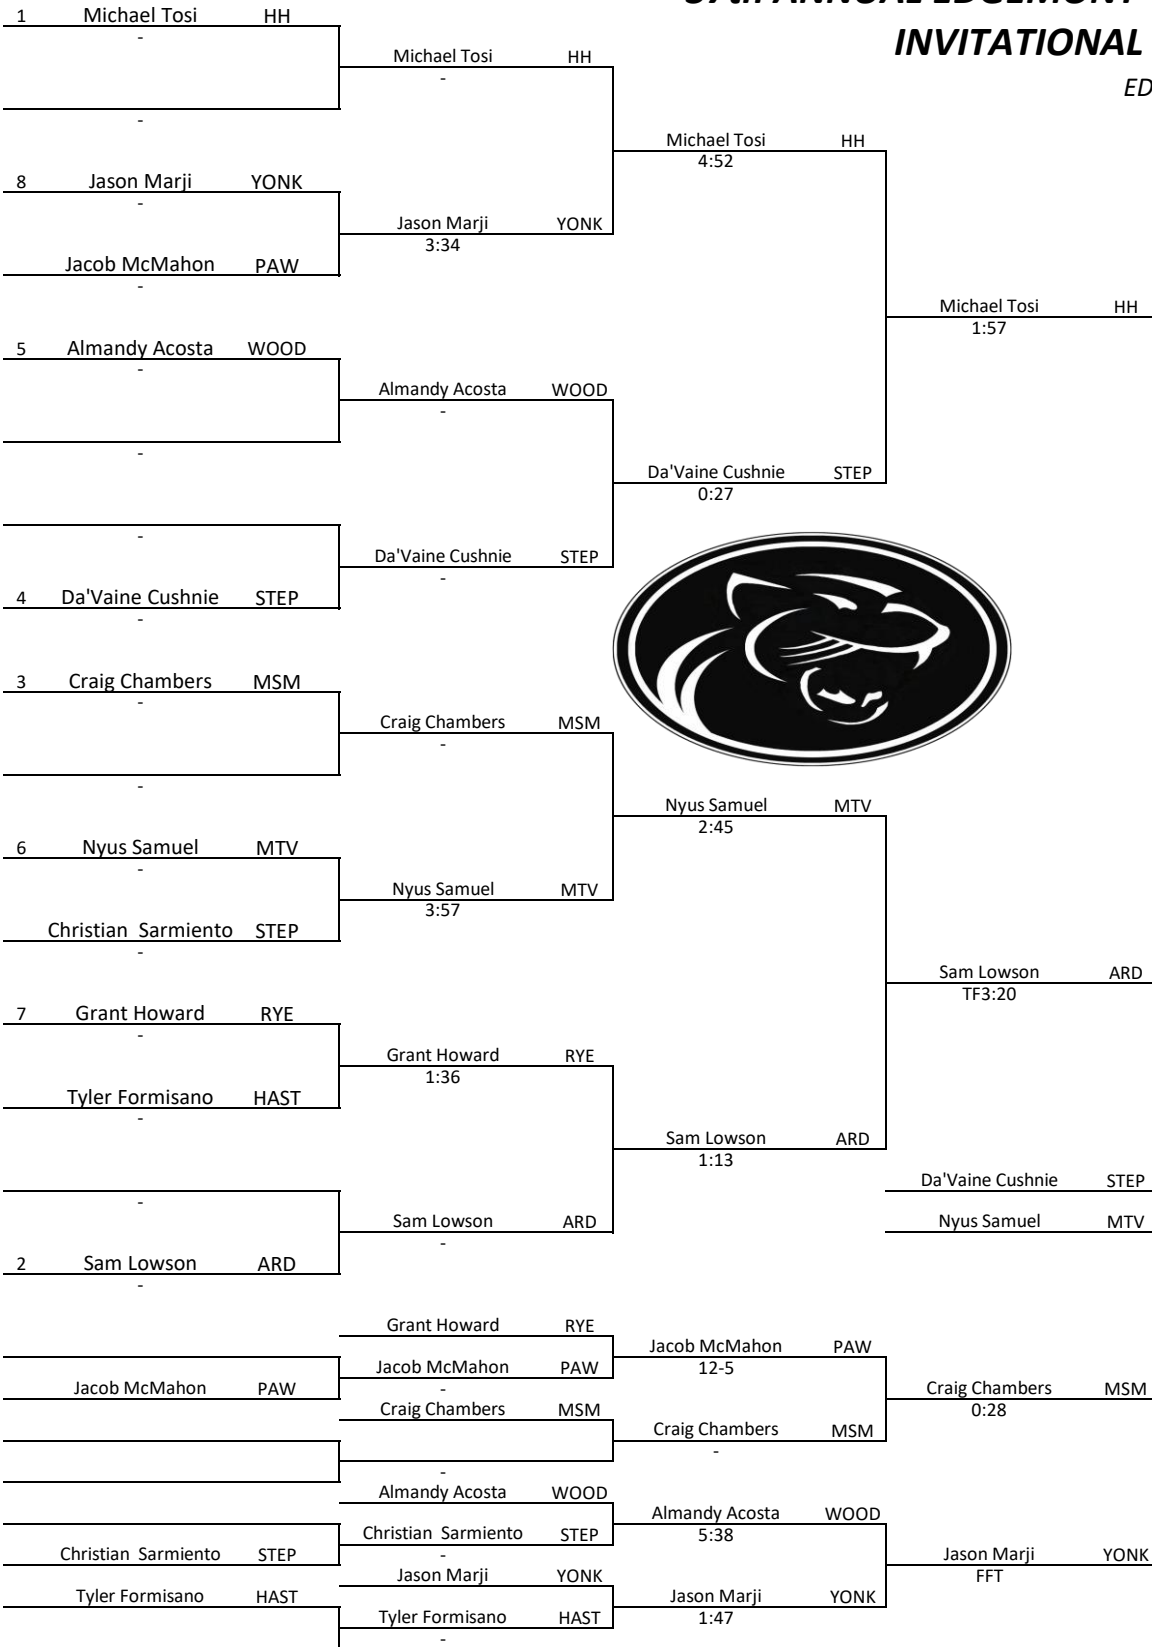 37th ANNUAL EDGEMONT
INVITATIONAL
ED
1 Michael Tosi HH
-
Michael Tosi HH
-
-
Michael Tosi HH
4:52
8 Jason Marji YONK
-
Jason Marji YONK
3:34
Jacob McMahon PAW
-
Michael Tosi HH
1:57
5 Almandy Acosta WOOD
-
Almandy Acosta WOOD
-
-
Da'Vaine Cushnie STEP
0:27
-
Da'Vaine Cushnie STEP
-
4 Da'Vaine Cushnie STEP
-
3 Craig Chambers MSM
-
Craig Chambers MSM
-
-
Nyus Samuel MTV
2:45
6 Nyus Samuel MTV
-
Nyus Samuel MTV
3:57
Christian  Sarmiento STEP
-
Sam Lowson ARD
TF3:20
7 Grant Howard RYE
-
Grant Howard RYE
1:36
Tyler Formisano HAST
-
Sam Lowson ARD
1:13
Da'Vaine Cushnie STEP
-
Sam Lowson ARD
-
Nyus Samuel MTV
2 Sam Lowson ARD
-
Grant Howard RYE
Jacob McMahon PAW
12-5
Jacob McMahon PAW
-
Jacob McMahon PAW
Craig Chambers MSM
0:28
Craig Chambers MSM
Craig Chambers MSM
-
-
Almandy Acosta WOOD
Almandy Acosta WOOD
5:38
Christian  Sarmiento STEP
-
Christian  Sarmiento STEP
Jason Marji YONK
FFT
Jason Marji YONK
Tyler Formisano HAST
Jason Marji YONK
1:47
Tyler Formisano HAST
-